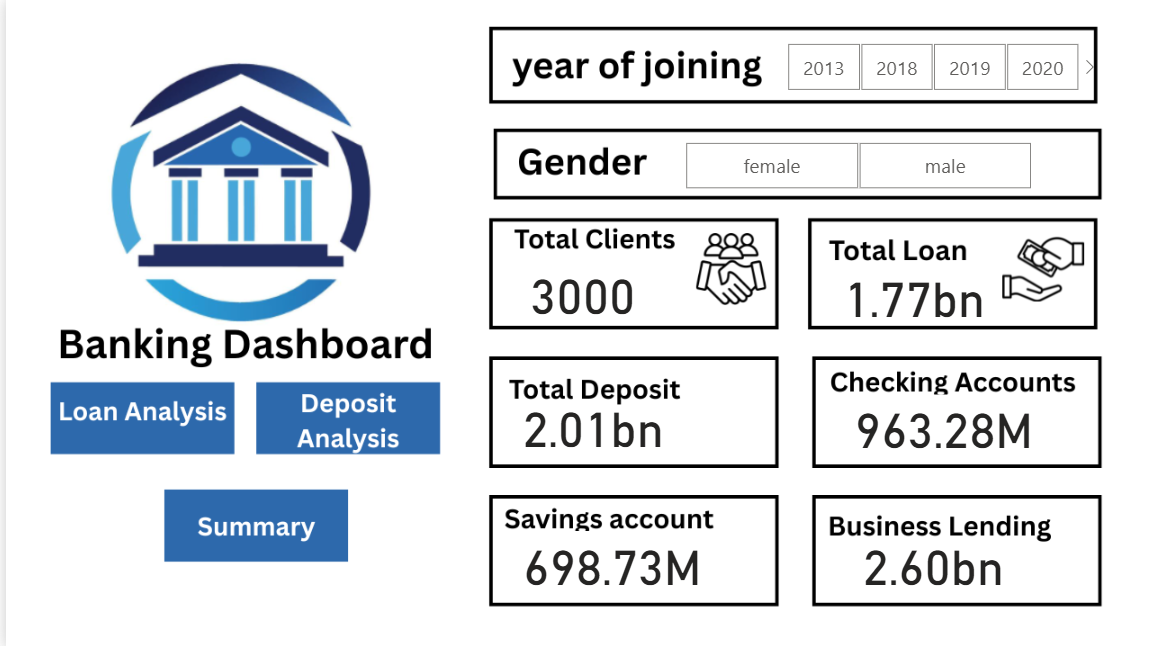 Banking Dashboard
Loan Analysis
Deposit
Analysis
Summary
year of joining
2013 2018 2019 2020
Gender
female male
Total Clients
3000
Total Loan
1.77bn
Total Deposit
2.01bn
Checking Accounts
963.28M
Savings account
698.73M
Business Lending
2.60bn